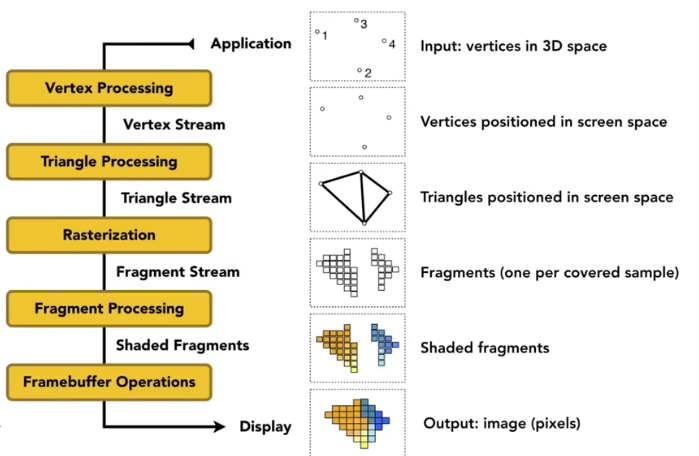 Application
1
3
4
2
Input: vertices in 3D space
Vertex Processing
Vertex Stream
Vertices positioned in screen space
Triangle Processing
Triangle Stream
Triangles positioned in screen space
Rasterization
Fragment Stream
Fragments (one per covered sample)
Fragment Processing
Shaded Fragments
Shaded fragments
Framebuffer Operations
Display
Output: image (pixels)